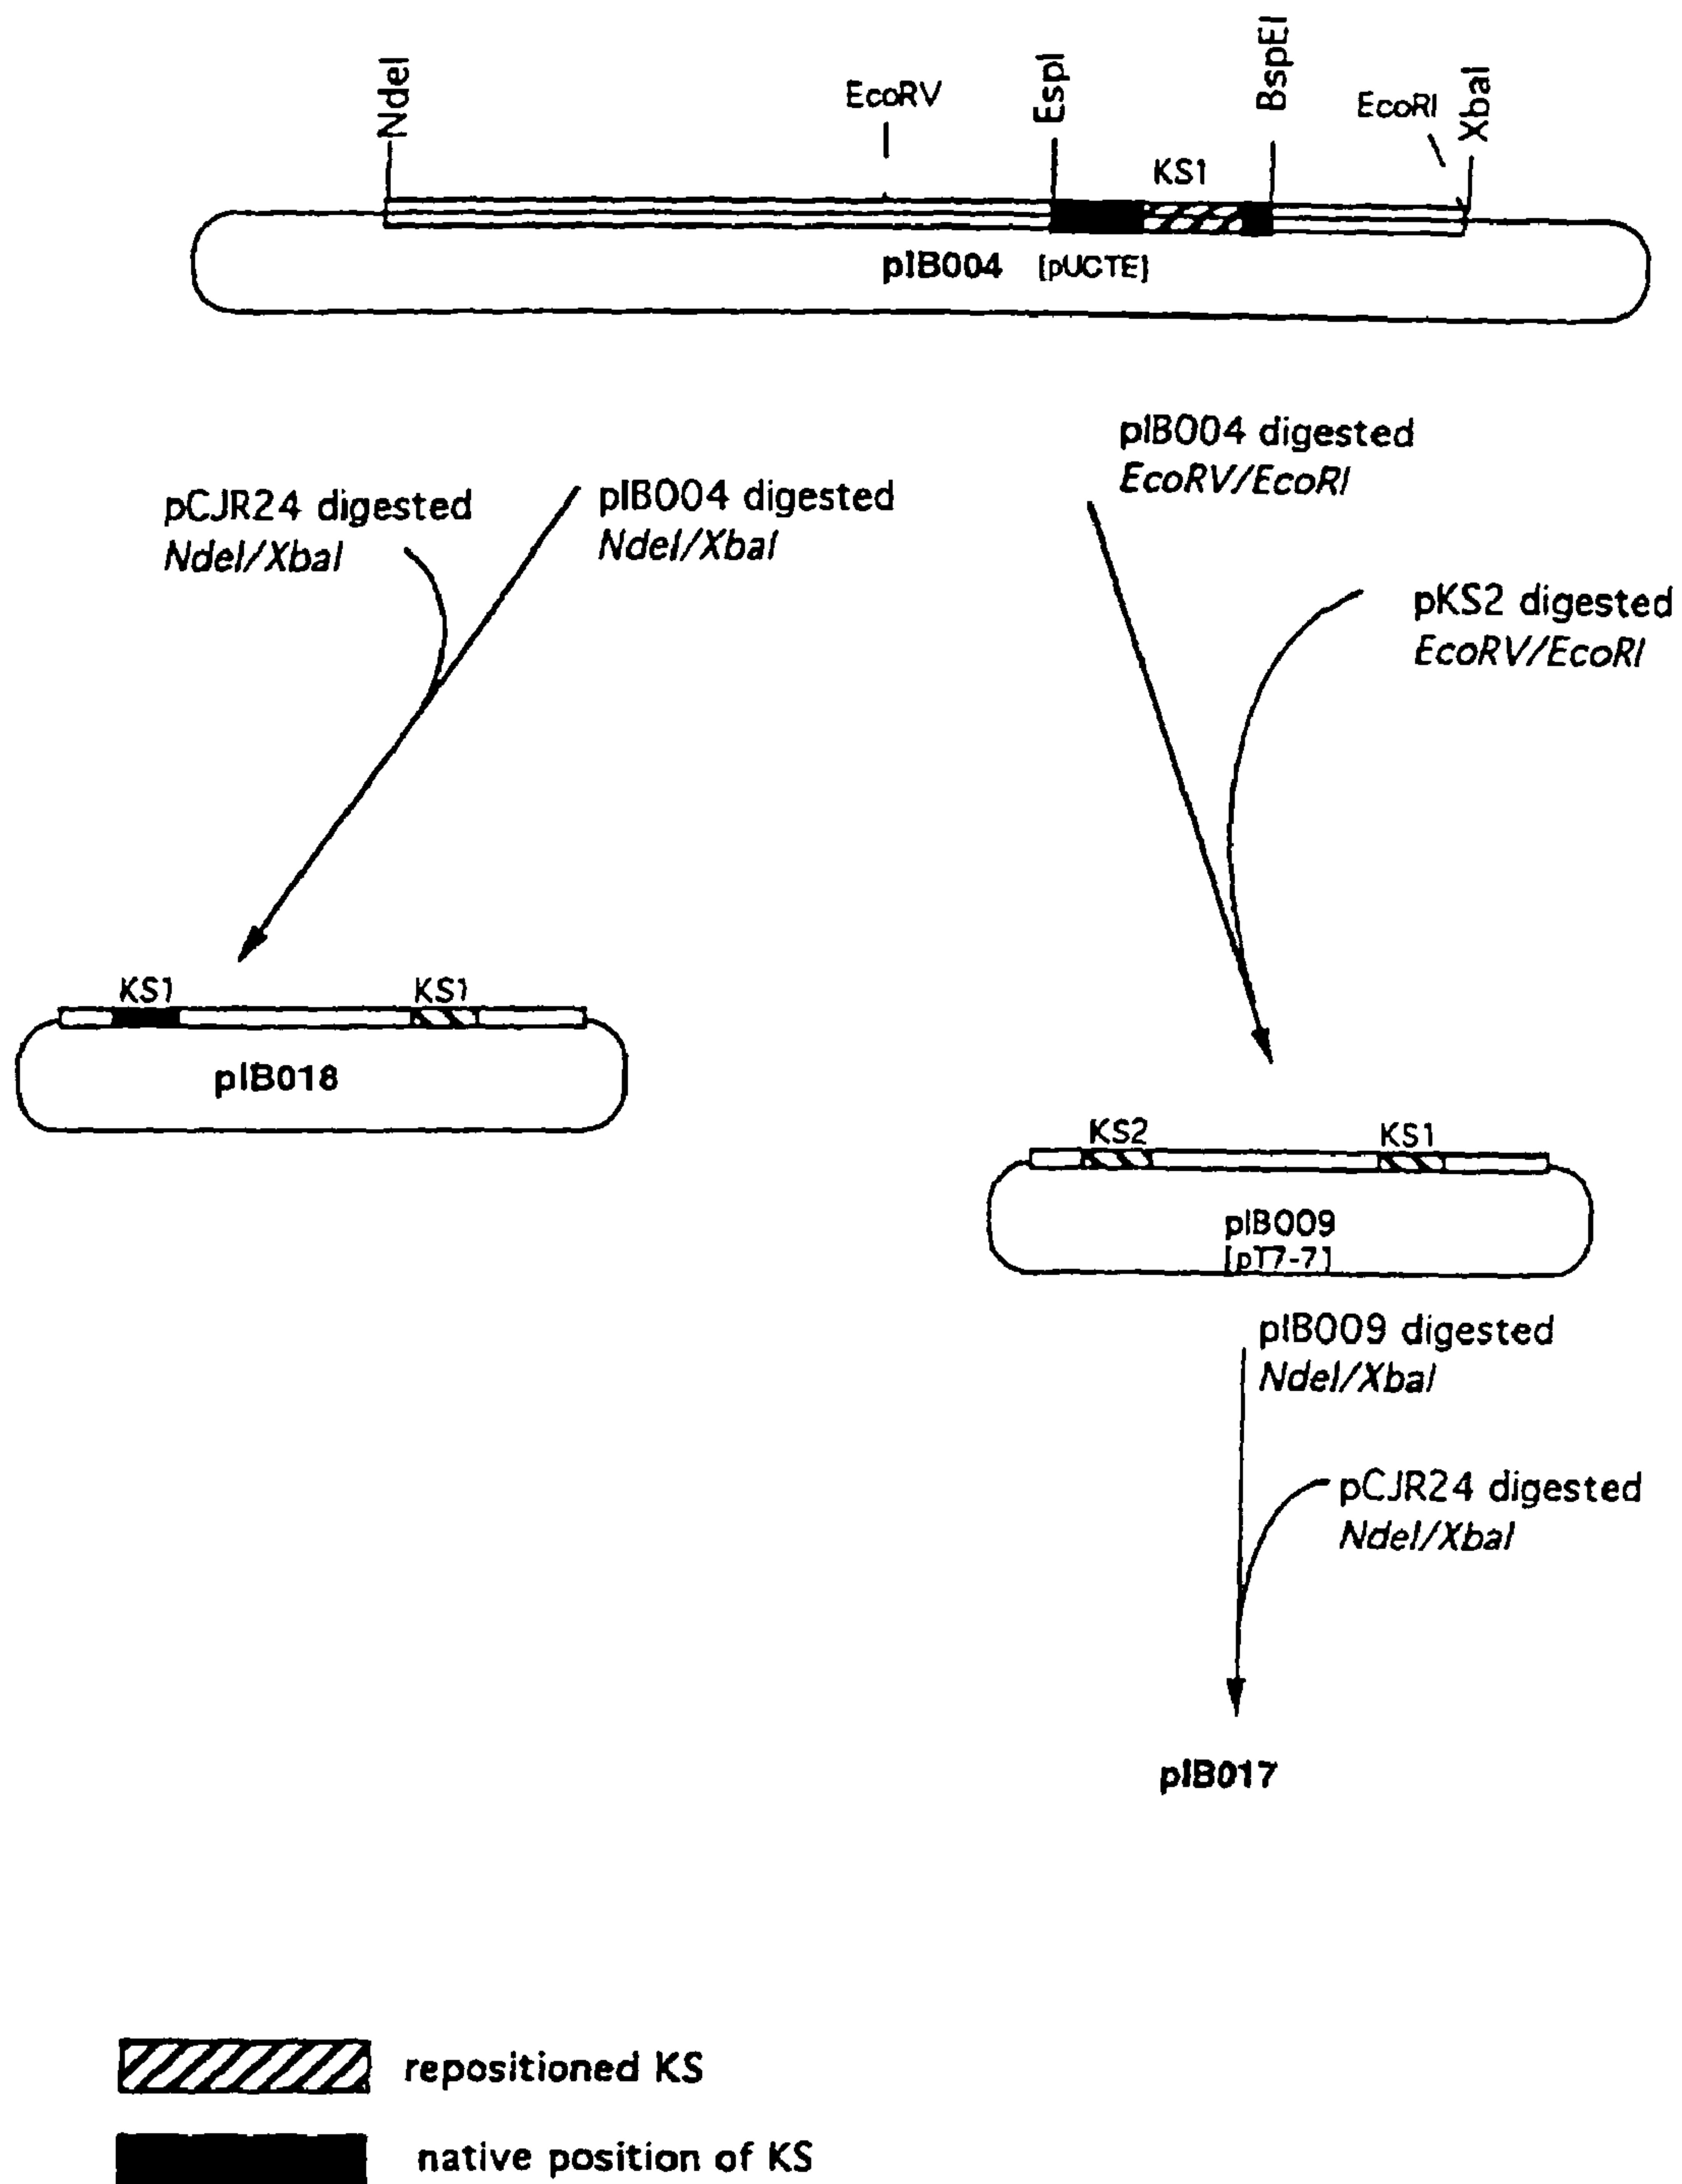 NdeI
EcoRV
EspI
KS1
BspEI
EcoRI
XbaI
pIB004 [pUCTE]
pCJR24 digested
NdeI/XbaI
pIB004 digested
NdeI/XbaI
pIB004 digested
EcoRV/EcoRI
pKS2 digested
EcoRV/EcoRI
KS1 KS1
pIB018
KS2 KS1
pIB009
[pT7-7]
pIB009 digested
NdeI/XbaI
pCJR24 digested
NdeI/XbaI
pIB017
repositioned KS
native position of KS